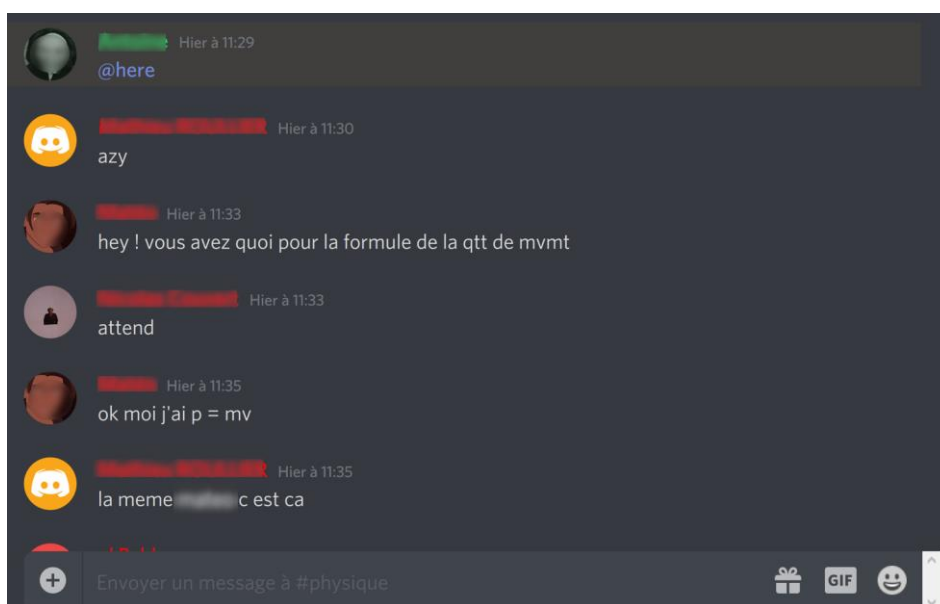 Hier à 11:29
@here
Hier à 11:30
azy
Hier à 11:33
hey ! vous avez quoi pour la formule de la qtt de mvmt
Hier à 11:33
attend
Hier à 11:35
ok moi j'ai p = mv
Hier à 11:35
la meme c est ca
Envoyer un message à #physique
GIF